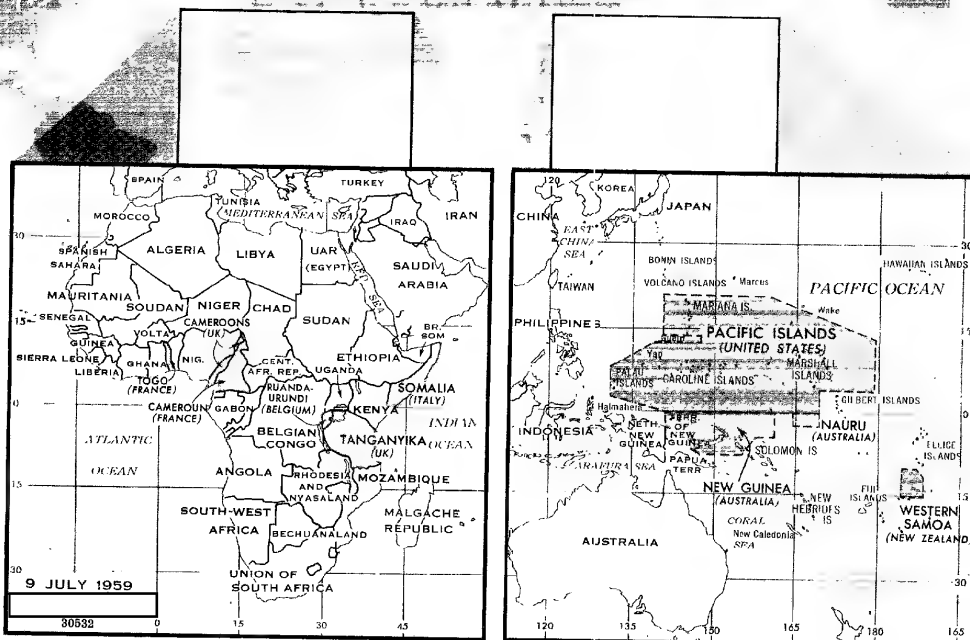 SPAIN
TURKEY
TUNISIA
MEDITERRANEAN SEA
MOROCCO
IRAQ
IRAN
30
ALGERIA
LIBYA
UAR
(EGYPT)
RED SEA
SAUDI
ARABIA
SPANISH
SAHARA
MAURITANIA
SOUDAN
NIGER
CHAD
SUDAN
15
SENEGAL
CAMEROONS
(UK)
BR.
SOM
GUINEA
VOLTA
SIERRA LEONE
LIBERIA
GHANA
NIG.
CENT.
AFR. REP.
ETHIOPIA
UGANDA
TOGO
(FRANCE)
RUANDA-
URUNDI
(BELGIUM)
SOMALIA
(ITALY)
CAMEROUN
(FRANCE)
GABON
KENYA
0
BELGIAN
CONGO
INDIAN
OCEAN
ATLANTIC
OCEAN
TANGANYIKA
(UK)
ANGOLA
RHODESIA
AND
NYASALAND
MOZAMBIQUE
15
SOUTH-WEST
AFRICA
BECHUANALAND
MALGACHE
REPUBLIC
30
UNION OF
SOUTH AFRICA
9 JULY 1959
30532
0
15
30
45
120
KOREA
JAPAN
CHINA
EAST
CHINA
SEA
30
BONIN ISLANDS
HAWAIIAN ISLANDS
TAIWAN
VOLCANO ISLANDS
Marcus
PACIFIC OCEAN
MARIANA IS
Wake
PHILIPPINES
15
PACIFIC ISLANDS
(UNITED STATES)
Yap
MARSHALL
ISLANDS
PALAU
ISLANDS
CAROLINE ISLANDS
GILBERT ISLANDS
Halmahera
0
INDONESIA
NETH.
NEW
GUINEA
TERR
OF
NEW
GUIN
NAURU
(AUSTRALIA)
ELLICE
ISLANDS
ARAFURA SEA
PAPUA
TERR
SOLOMON IS
NEW GUINEA
(AUSTRALIA)
NEW
HEBRIDES
IS
FIJI
ISLANDS
15
WESTERN
SAMOA
(NEW ZEALAND)
CORAL
SEA
New Caledonia
AUSTRALIA
30
120
135
150
165
180
165